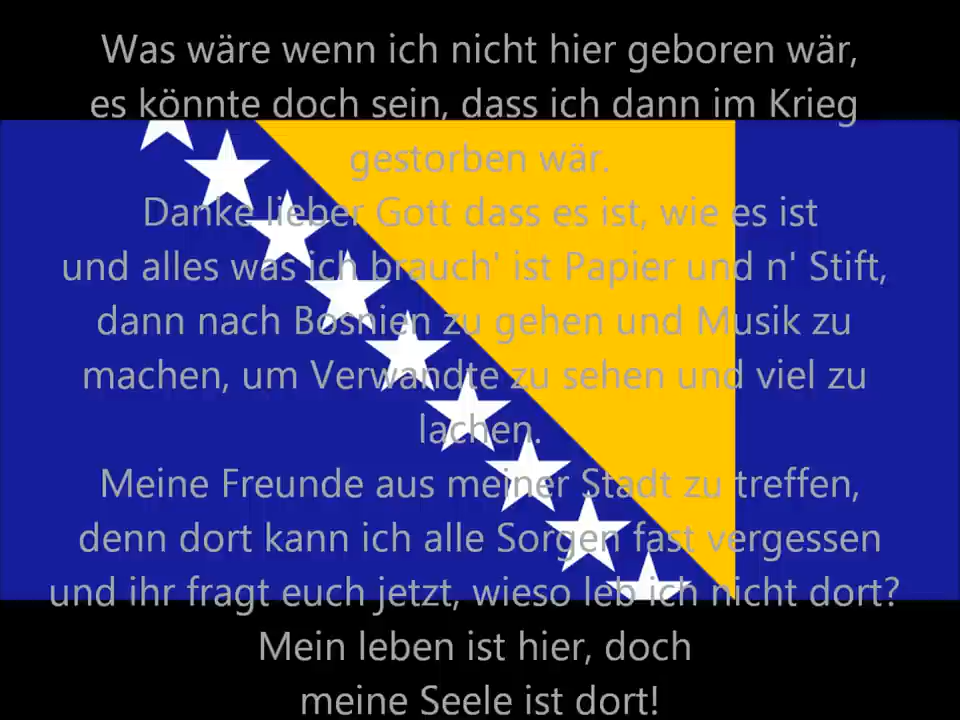 Was wäre wenn ich nicht hier geboren wär,
es könnte doch sein, dass ich dann im Krieg
gestorben wär.
Danke lieber Gott dass es ist, wie es ist
und alles was ich brauch' ist Papier und n' Stift,
dann nach Bosnien zu gehen und Musik zu
machen, um Verwandte zu sehen und viel zu
lachen.
Meine Freunde aus meiner Stadt zu treffen,
denn dort kann ich alle Sorgen fast vergessen
und ihr fragt euch jetzt, wieso leb ich nicht dort?
Mein leben ist hier, doch
meine Seele ist dort!